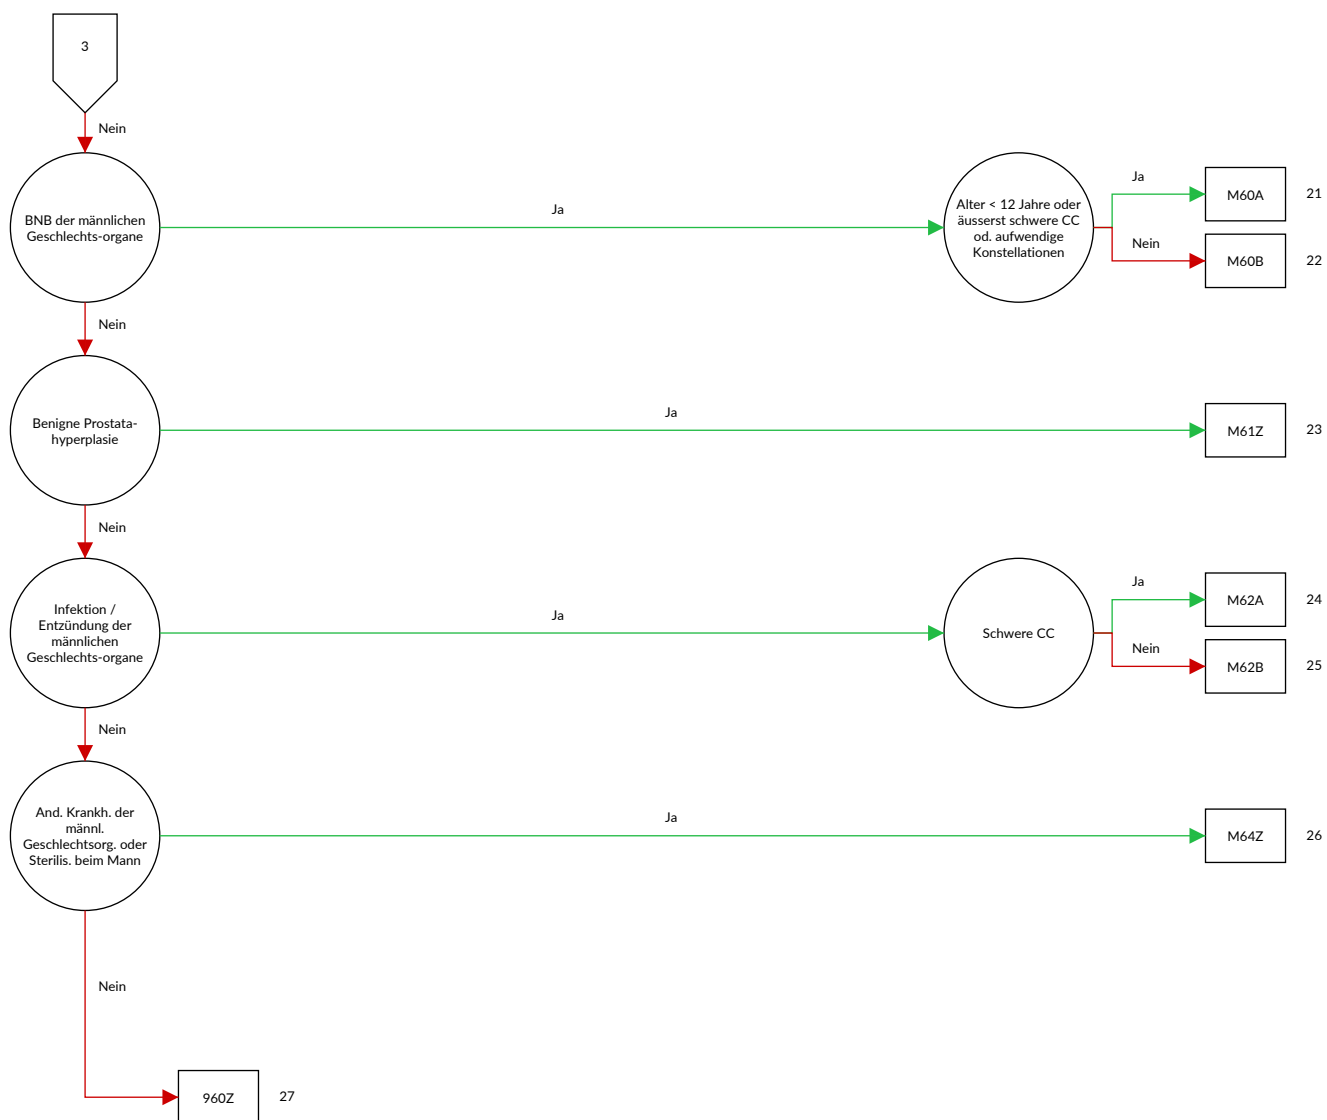 3
Nein
BNB der männlichen
Geschlechts-organe
Ja
Alter < 12 Jahre oder
äusserst schwere CC
od. aufwendige
Konstellationen
Ja
M60A
21
Nein
M60B
22
Nein
Benigne Prostata-
hyperplasie
Ja
M61Z
23
Nein
Infektion /
Entzündung der
männlichen
Geschlechts-organe
Ja
Schwere CC
Ja
M62A
24
Nein
M62B
25
Nein
And. Krankh. der
männl.
Geschlechtsorg. oder
Sterilis. beim Mann
Ja
M64Z
26
Nein
960Z
27